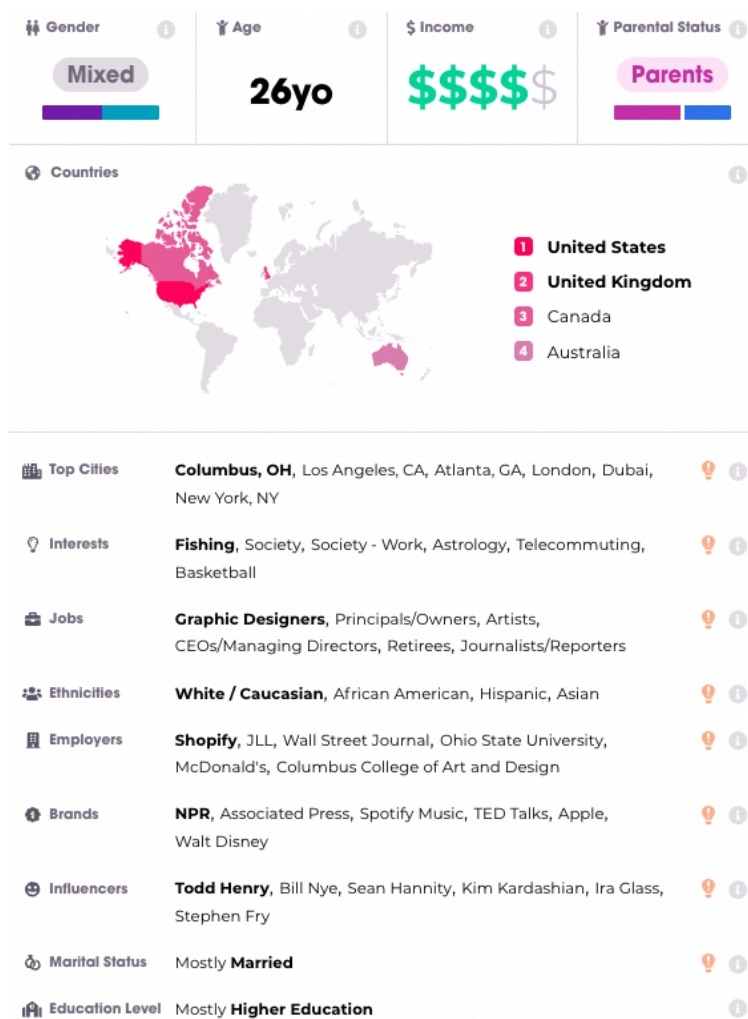 Gender
Age
$ Income
Parental Status
Mixed
26yo
$$$$$
Parents
Countries
1 United States
2 United Kingdom
3 Canada
4 Australia
Top Cities
Columbus, OH, Los Angeles, CA, Atlanta, GA, London, Dubai,
New York, NY
Interests
Fishing, Society, Society - Work, Astrology, Telecommuting,
Basketball
Jobs
Graphic Designers, Principals/Owners, Artists,
CEOs/Managing Directors, Retirees, Journalists/Reporters
Ethnicities
White / Caucasian, African American, Hispanic, Asian
Employers
Shopify, JLL, Wall Street Journal, Ohio State University,
McDonald's, Columbus College of Art and Design
Brands
NPR, Associated Press, Spotify Music, TED Talks, Apple,
Walt Disney
Influencers
Todd Henry, Bill Nye, Sean Hannity, Kim Kardashian, Ira Glass,
Stephen Fry
Marital Status
Mostly Married
Education Level
Mostly Higher Education